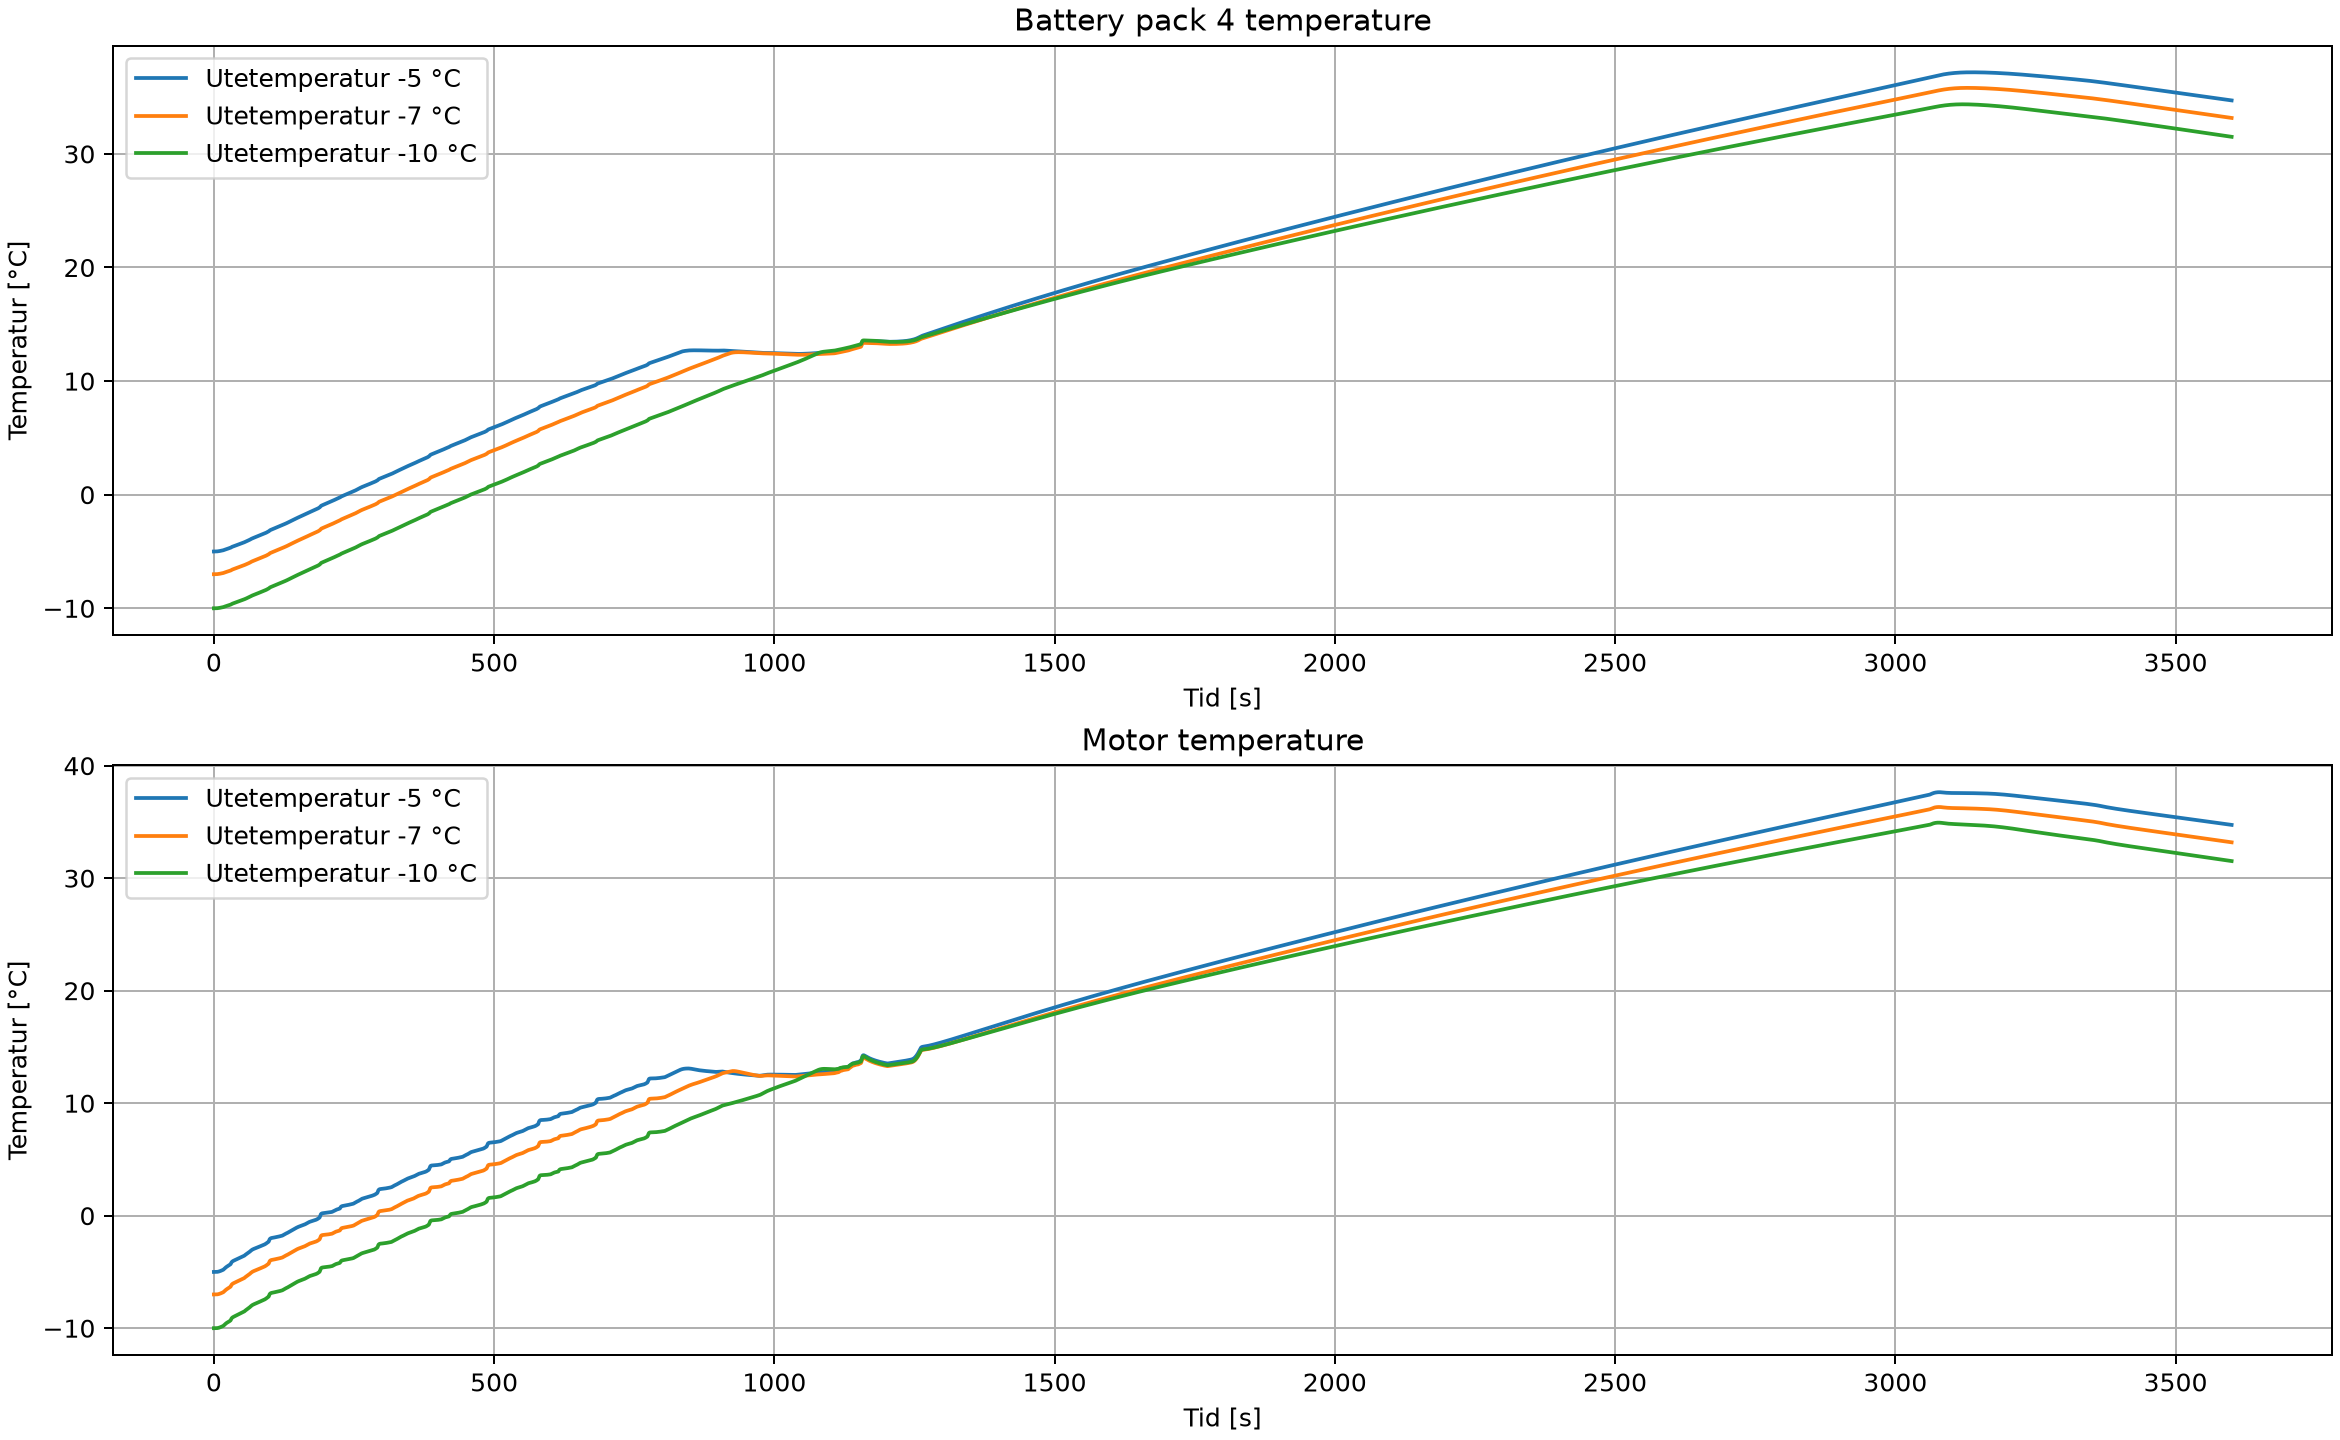 Battery pack 4 temperature
Utetemperatur -5 °C
Utetemperatur -7 °C
Utetemperatur -10 °C
Temperatur [°C]
30
20
10
0
−10
0 500 1000 1500 2000 2500 3000 3500
Tid [s]
Motor temperature
Utetemperatur -5 °C
Utetemperatur -7 °C
Utetemperatur -10 °C
Temperatur [°C]
40
30
20
10
0
−10
0 500 1000 1500 2000 2500 3000 3500
Tid [s]